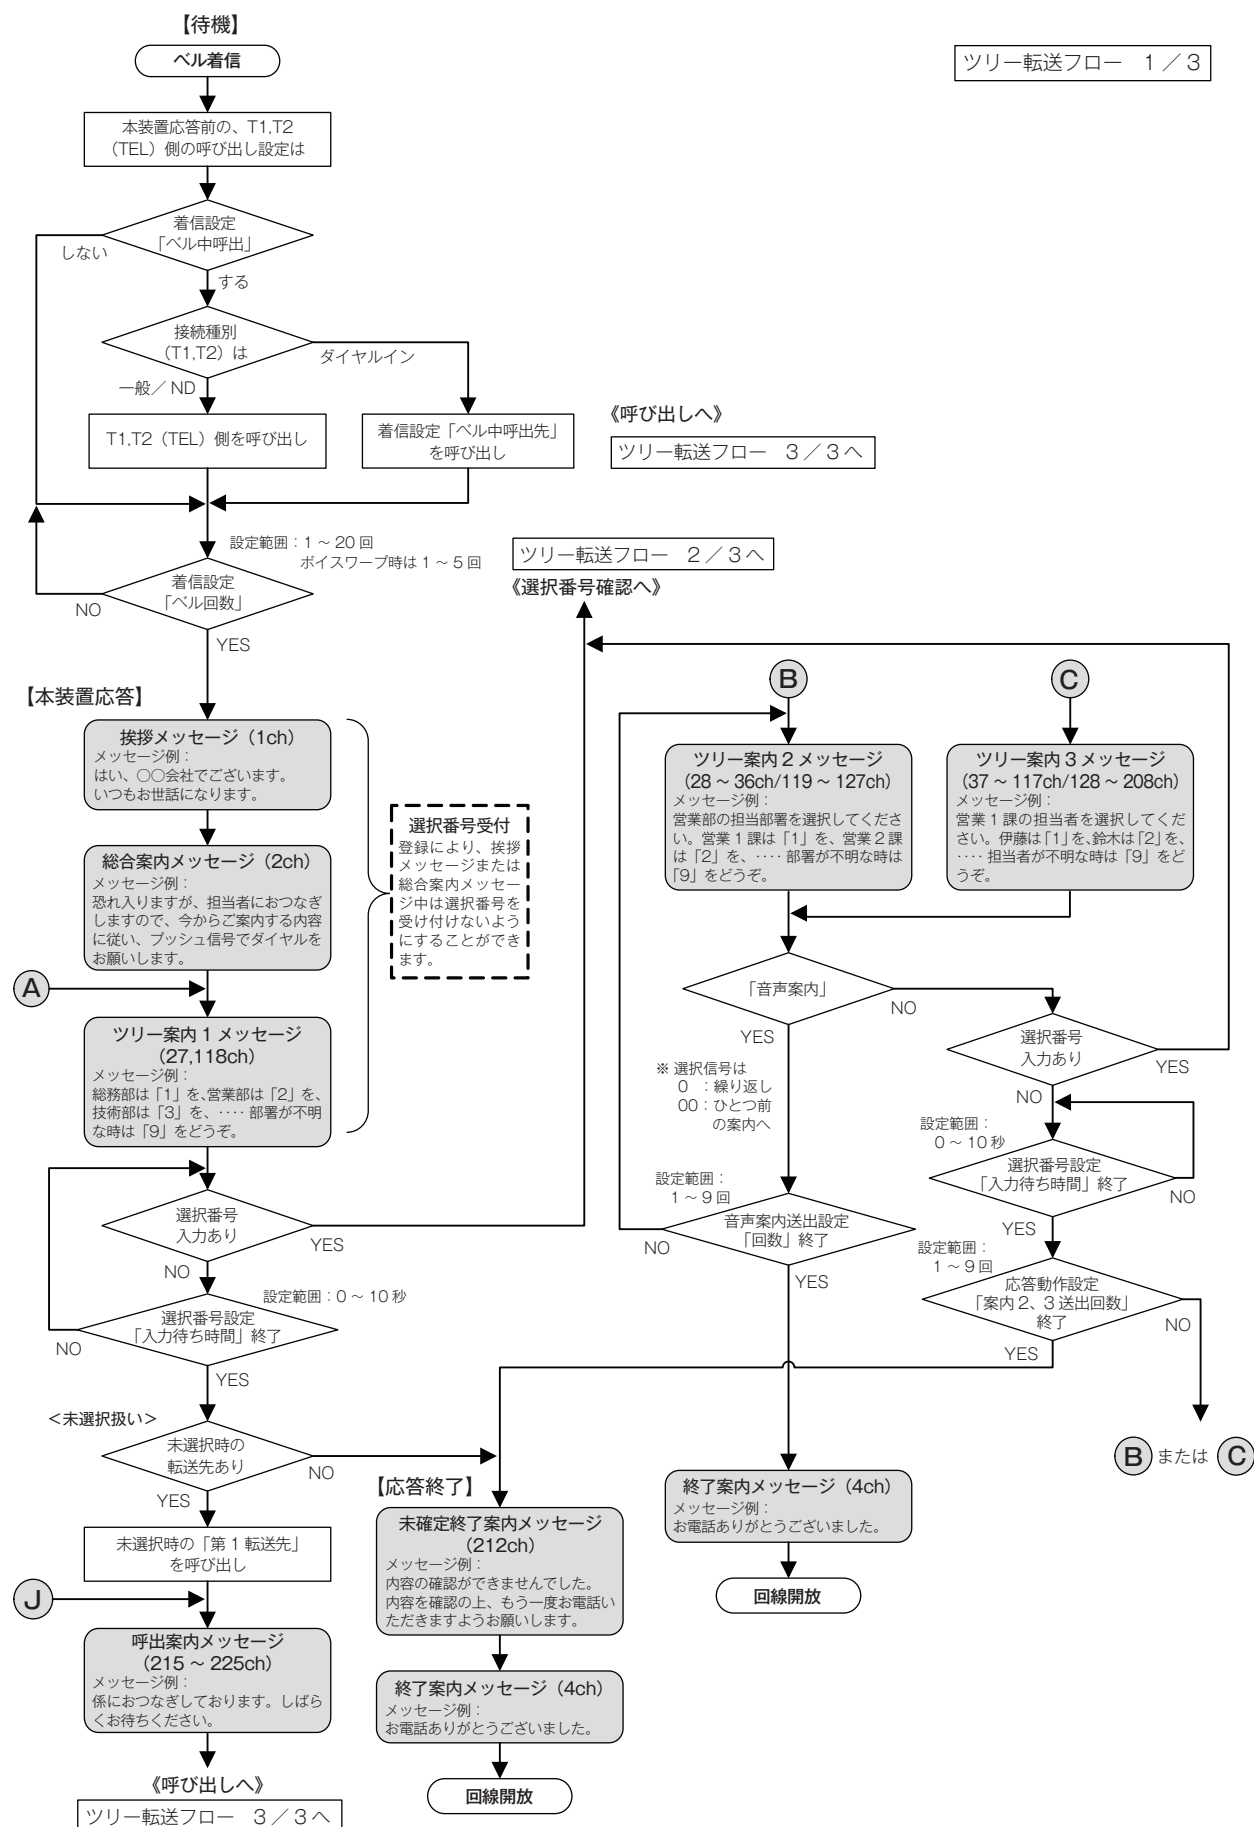 【待機】
ベル着信
ツリー転送フロー 1/3
本装置応答前の、T1,T2
(TEL)側の呼び出し設定は
着信設定
「ベル中呼出」
しない
する
接続種別
(T1,T2)は
ダイヤルイン
一般/ND
T1,T2(TEL)側を呼び出し
着信設定「ベル中呼出先」
を呼び出し
《呼び出しへ》
ツリー転送フロー 3/3へ
設定範囲:1~20回
ボイスワープ時は1~5回
着信設定
「ベル回数」
NO
YES
ツリー転送フロー 2/3へ
《選択番号確認へ》
【本装置応答】
挨拶メッセージ(1ch)
メッセージ例:
はい、○○会社でございます。
いつもお世話になります。
総合案内メッセージ(2ch)
メッセージ例:
恐れ入りますが、担当者におつなぎ
しますので、今からご案内する内容
に従い、プッシュ信号でダイヤルを
お願いします。
A
ツリー案内1メッセージ
(27,118ch)
メッセージ例:
総務部は「1」を、営業部は「2」を、
技術部は「3」を、‥‥部署が不明
な時は「9」をどうぞ。
選択番号受付
登録により、挨拶
メッセージまたは
総合案内メッセー
ジ中は選択番号を
受け付けないよう
にすることができ
ます。
選択番号
入力あり
YES
NO
設定範囲:0~10秒
選択番号設定
「入力待ち時間」終了
NO
YES
<未選択扱い>
未選択時の
転送先あり
NO
YES
未選択時の「第1転送先」
を呼び出し
J
呼出案内メッセージ
(215~225ch)
メッセージ例:
係におつなぎしております。しばら
くお待ちください。
《呼び出しへ》
ツリー転送フロー 3/3へ
【応答終了】
未確定終了案内メッセージ
(212ch)
メッセージ例:
内容の確認ができませんでした。
内容を確認の上、もう一度お電話い
ただきますようお願いします。
終了案内メッセージ(4ch)
メッセージ例:
お電話ありがとうございました。
回線開放
B
ツリー案内2メッセージ
(28~36ch/119~127ch)
メッセージ例:
営業部の担当部署を選択してくださ
い。営業1課は「1」を、営業2課
は「2」を、‥‥部署が不明な時は
「9」をどうぞ。
C
ツリー案内3メッセージ
(37~117ch/128~208ch)
メッセージ例:
営業1課の担当者を選択してくだ
さい。伊藤は「1」を、鈴木は「2」を、
‥‥担当者が不明な時は「9」をど
うぞ。
「音声案内」
NO
YES
※選択信号は
0 :繰り返し
00:ひとつ前
の案内へ
設定範囲:
1~9回
音声案内送出設定
「回数」終了
NO
YES
終了案内メッセージ(4ch)
メッセージ例:
お電話ありがとうございました。
回線開放
選択番号
入力あり
YES
NO
設定範囲:
0~10秒
選択番号設定
「入力待ち時間」終了
NO
YES
設定範囲:
1~9回
応答動作設定
「案内2、3送出回数」
終了
NO
YES
B または C